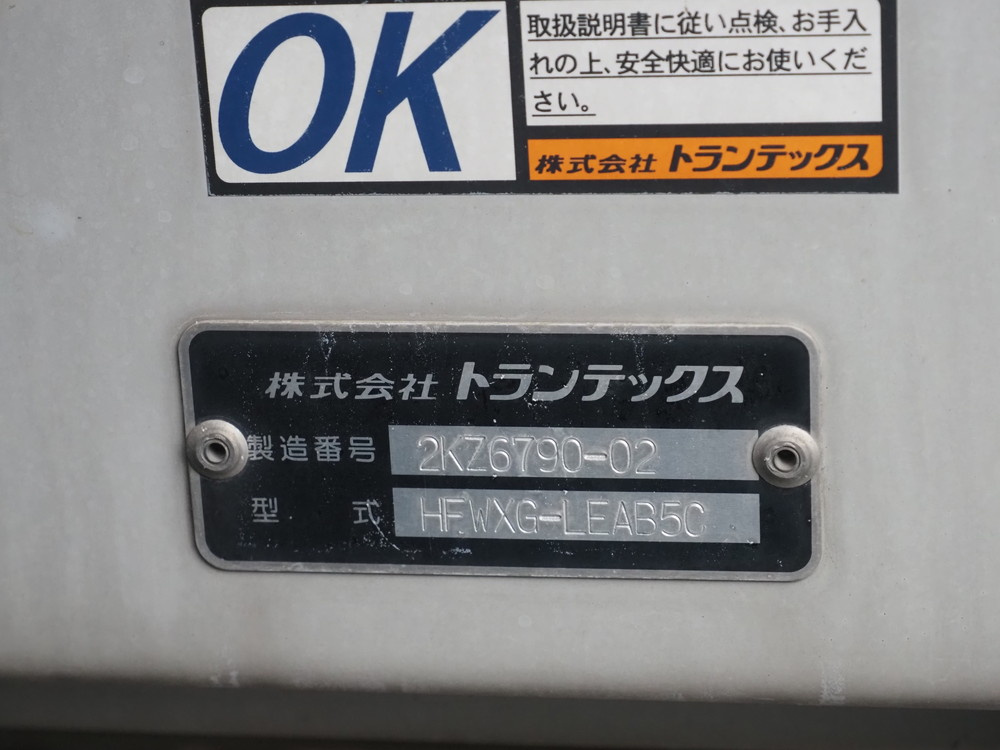 OK
取扱説明書に従い点検、お手入
れの上、安全快適にお使いくだ
さい。
株式会社 トランテックス
株式会社 トランテックス
製造番号 2KZ6790-02
型式 HFWXG-LEAB5C